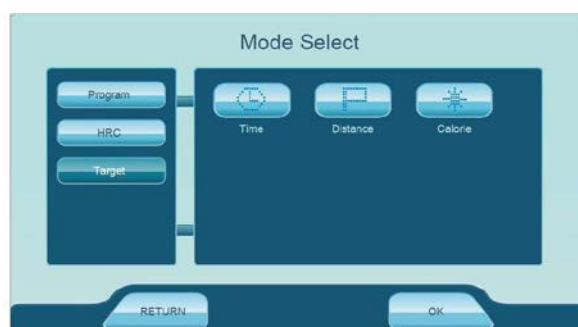 Mode Select
Program
HRC
Target
Time Distance Calorie
RETURN OK